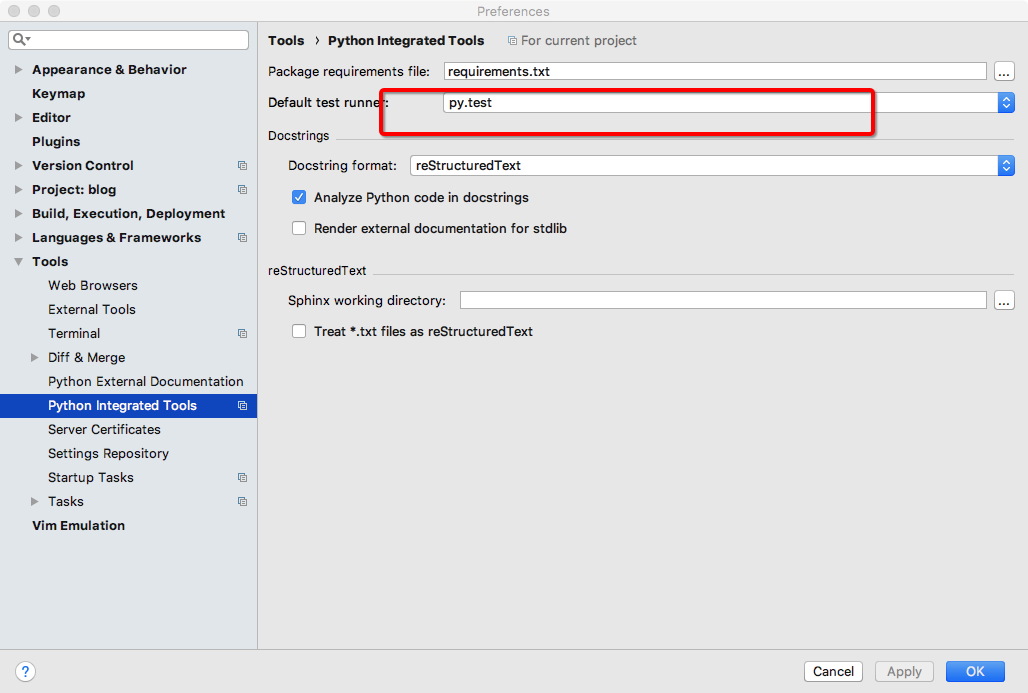 Preferences
Tools › Python Integrated Tools For current project
Package requirements file: requirements.txt ...
Default test runner: py.test
Docstrings
Docstring format: reStructuredText
Analyze Python code in docstrings
Render external documentation for stdlib
reStructuredText
Sphinx working directory: ...
Treat *.txt files as reStructuredText
Appearance & Behavior
Keymap
Editor
Plugins
Version Control
Project: blog
Build, Execution, Deployment
Languages & Frameworks
Tools
Web Browsers
External Tools
Terminal
Diff & Merge
Python External Documentation
Python Integrated Tools
Server Certificates
Settings Repository
Startup Tasks
Tasks
Vim Emulation
?
Cancel
Apply
OK